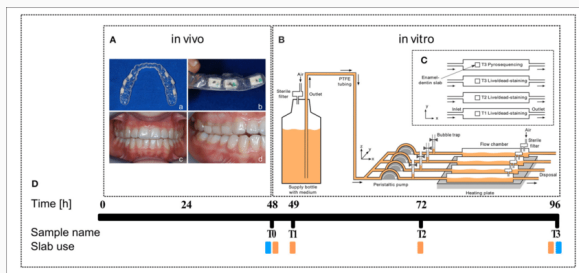 A in vivo
a
b
c
d
B in vitro
Air
Sterile
filter
PTFE
tubing
Outlet
Supply bottle
with medium
Peristaltic pump
Bubble trap
Flow chamber
Air
Sterile
filter
Disposal
Heating plate
C
Enamel-
dentin slab
T3 Pyrosequencing
T3 Live/dead-staining
T2 Live/dead-staining
Inlet
T1 Live/dead-staining
Outlet
D
Time [h]
0 24 48 49 72 96
Sample name
T0 T1 T2 T3
Slab use